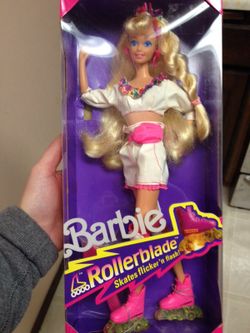 Barbie
Rollerblade
Skates flicker 'n flash!